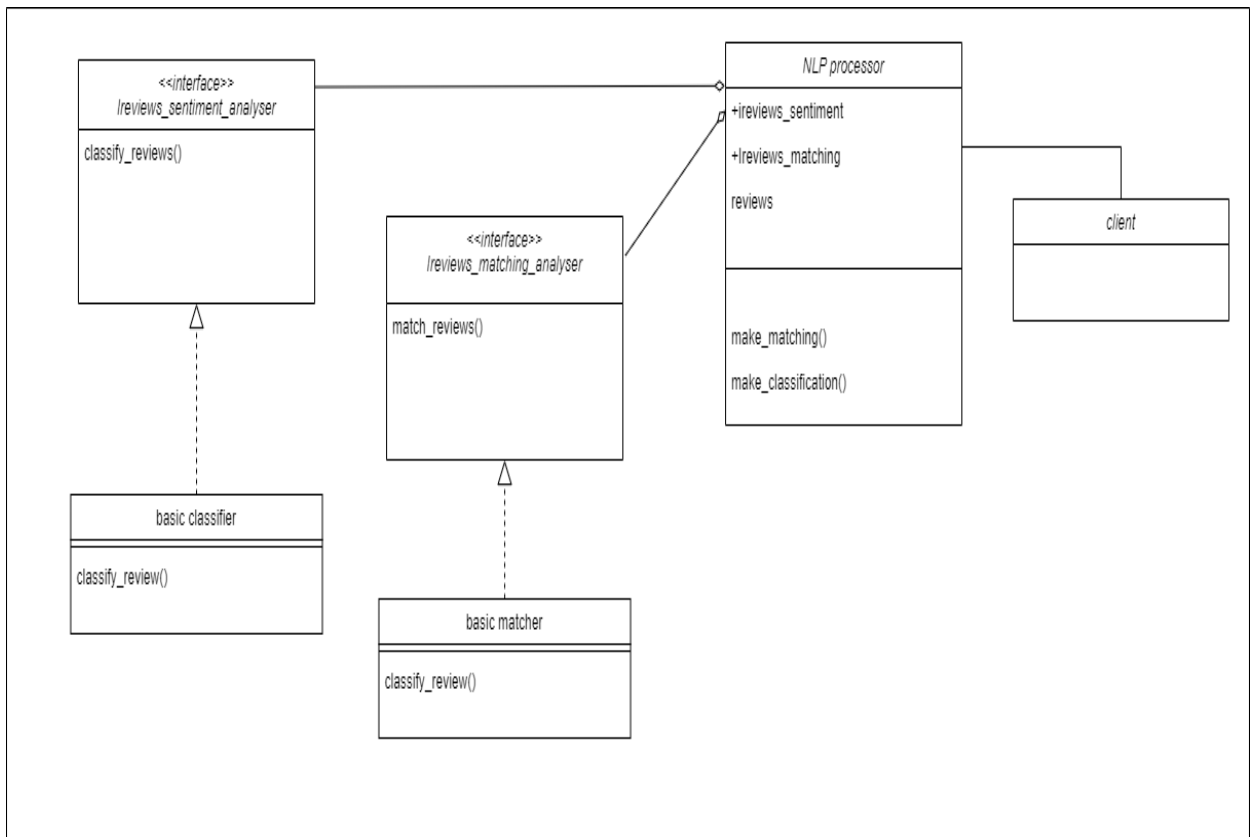 <<interface>>
Ireviews_sentiment_analyser
classify_reviews()
<<interface>>
Ireviews_matching_analyser
match_reviews()
NLP processor
+ireviews_sentiment
+Ireviews_matching
reviews
make_matching()
make_classification()
client
basic classifier
classify_review()
basic matcher
classify_review()